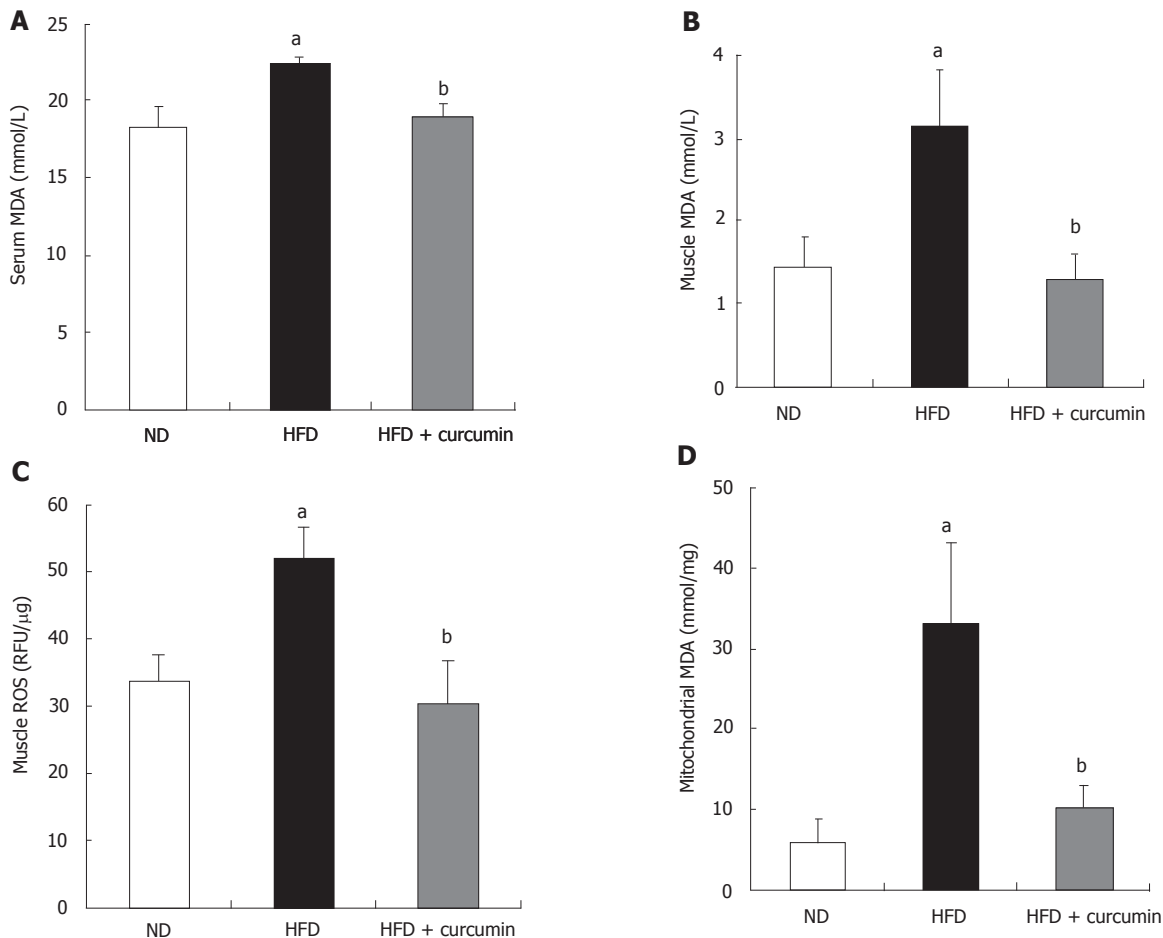 A
Serum MDA (mmol/L)
25
20
15
10
5
0
a
b
ND
HFD
HFD + curcumin
B
Muscle MDA (mmol/L)
4
3
2
1
0
a
b
ND
HFD
HFD + curcumin
C
Muscle ROS (RFU/μg)
60
50
40
30
20
10
0
a
b
ND
HFD
HFD + curcumin
D
Mitochondrial MDA (mmol/mg)
50
40
30
20
10
0
a
b
ND
HFD
HFD + curcumin